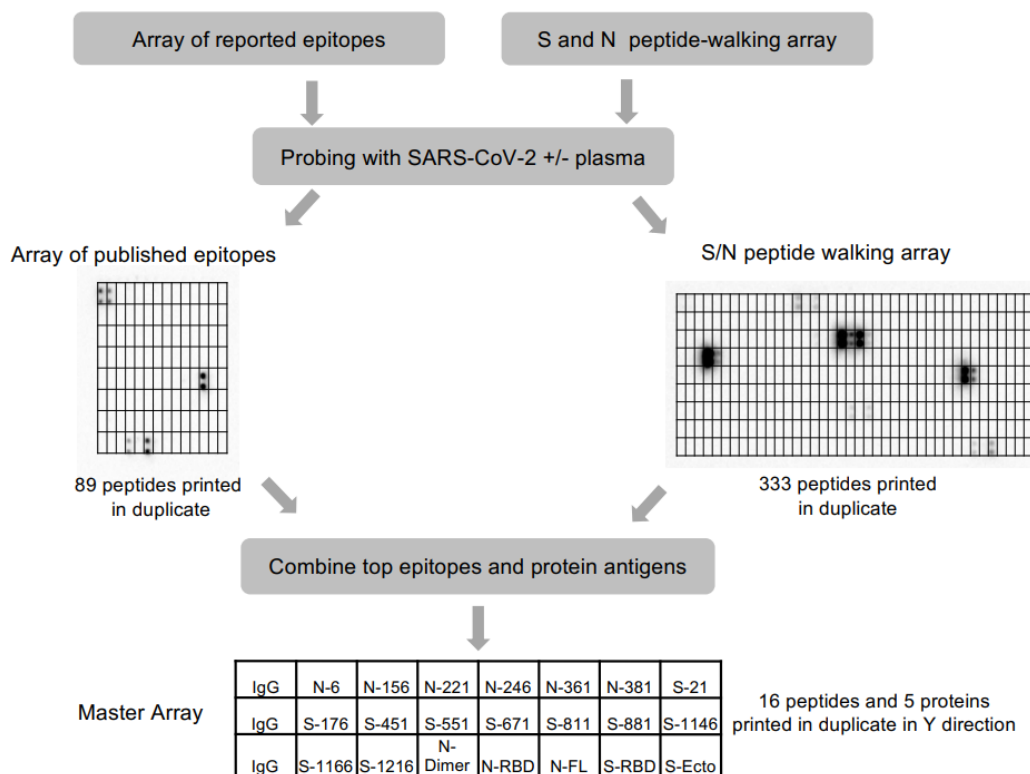 Array of reported epitopes
S and N peptide-walking array
Probing with SARS-CoV-2 +/- plasma
Array of published epitopes
S/N peptide walking array
89 peptides printed
in duplicate
333 peptides printed
in duplicate
Combine top epitopes and protein antigens
Master Array
IgG N-6 N-156 N-221 N-246 N-361 N-381 S-21
IgG S-176 S-451 S-551 S-671 S-811 S-881 S-1146
IgG S-1166 S-1216 N-Dimer N-RBD N-FL S-RBD S-Ecto
16 peptides and 5 proteins
printed in duplicate in Y direction